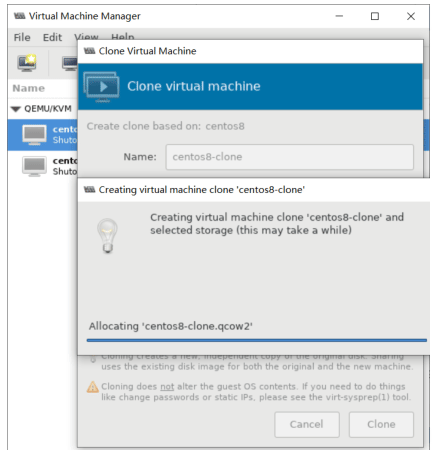 Virtual Machine Manager
File Edit View Help
Clone Virtual Machine
Clone virtual machine
Name
QEMU/KVM
Create clone based on: centos8
cento
Shuto
Name: centos8-clone
cento
Shuto
Creating virtual machine clone 'centos8-clone'
Creating virtual machine clone 'centos8-clone' and
selected storage (this may take a while)
Allocating 'centos8-clone.qcow2'
Cloning creates a new, independent copy of the original disk. Sharing
uses the existing disk image for both the original and the new machine.
Cloning does not alter the guest OS contents. If you need to do things
like change passwords or static IPs, please see the virt-sysprep(1) tool.
Cancel Clone